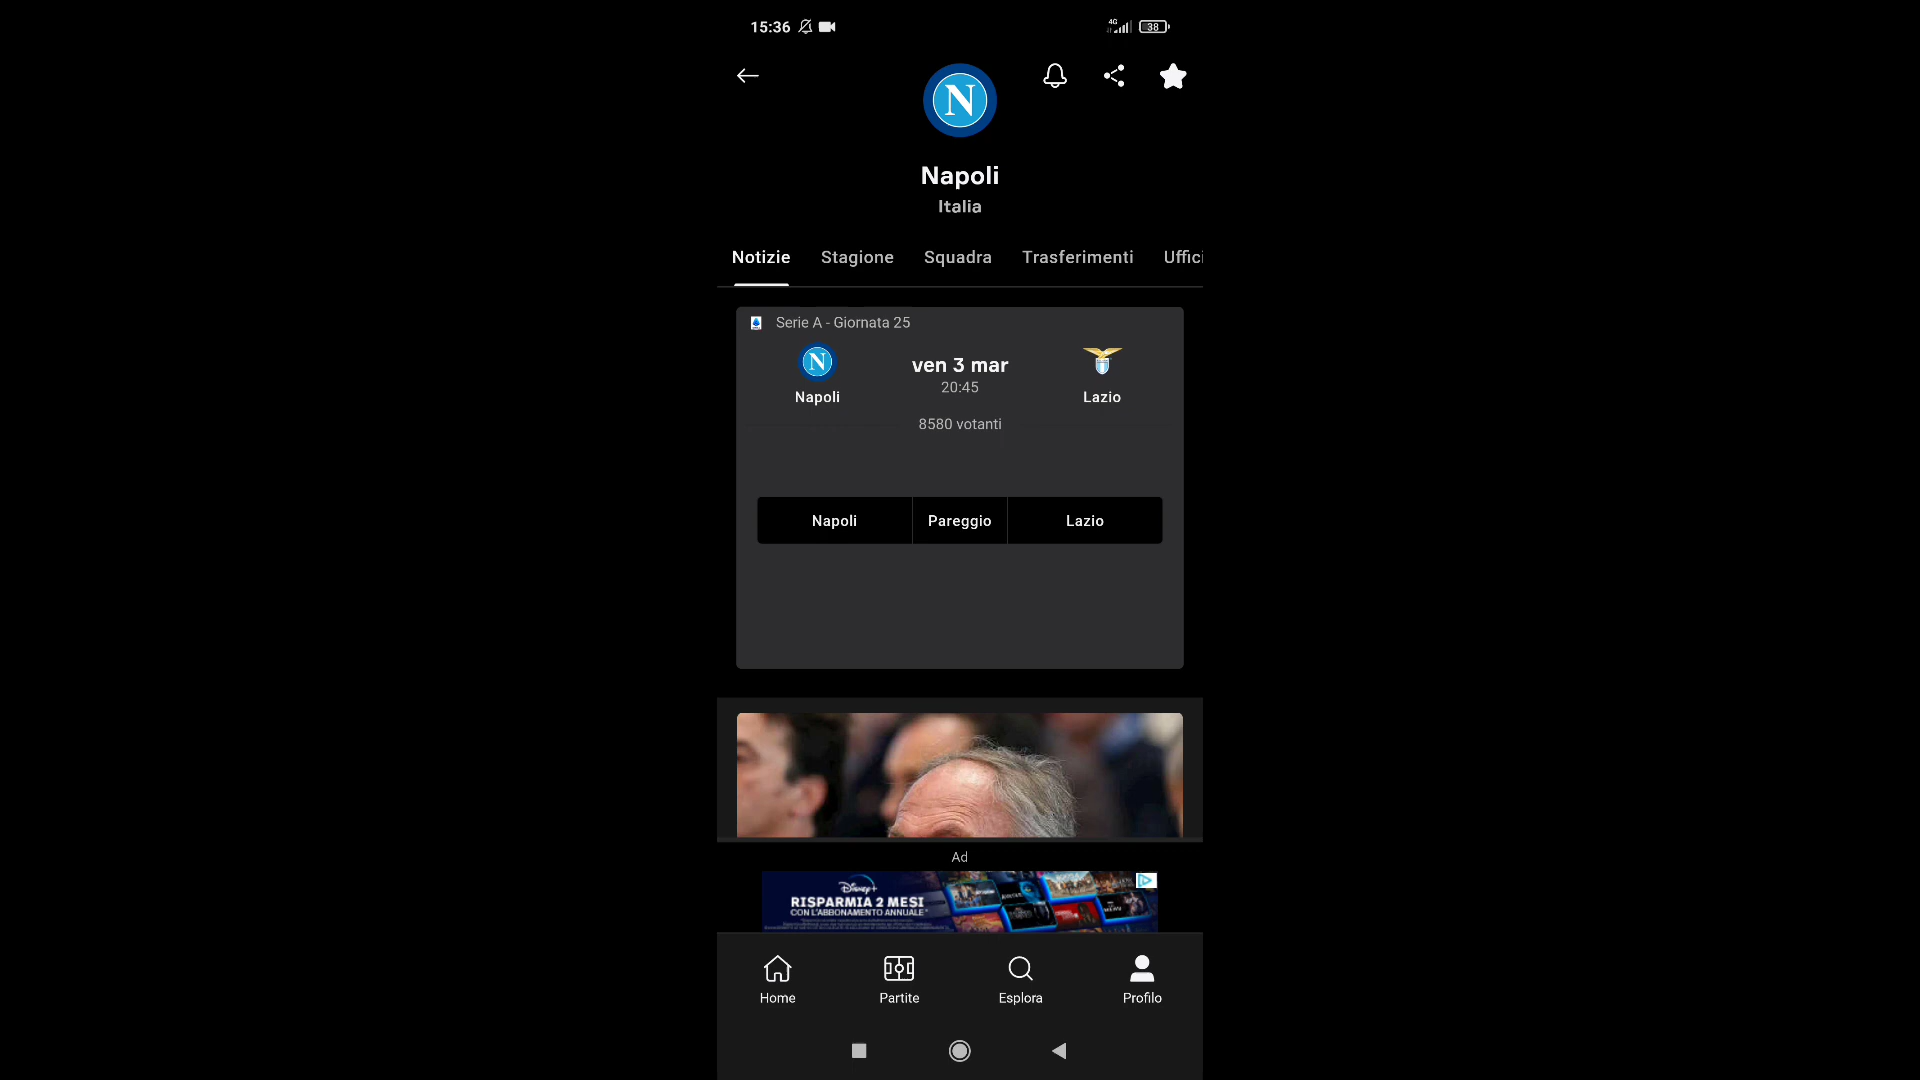 15:36
4G
38
N
Napoli
Italia
Notizie
Stagione
Squadra
Trasferimenti
Uffici
Serie A - Giornata 25
N
ven 3 mar
20:45
Napoli
Lazio
8580 votanti
Napoli
Pareggio
Lazio
Ad
Disney+
RISPARMIA 2 MESI
CON L'ABBONAMENTO ANNUALE*
Home
Partite
Esplora
Profilo